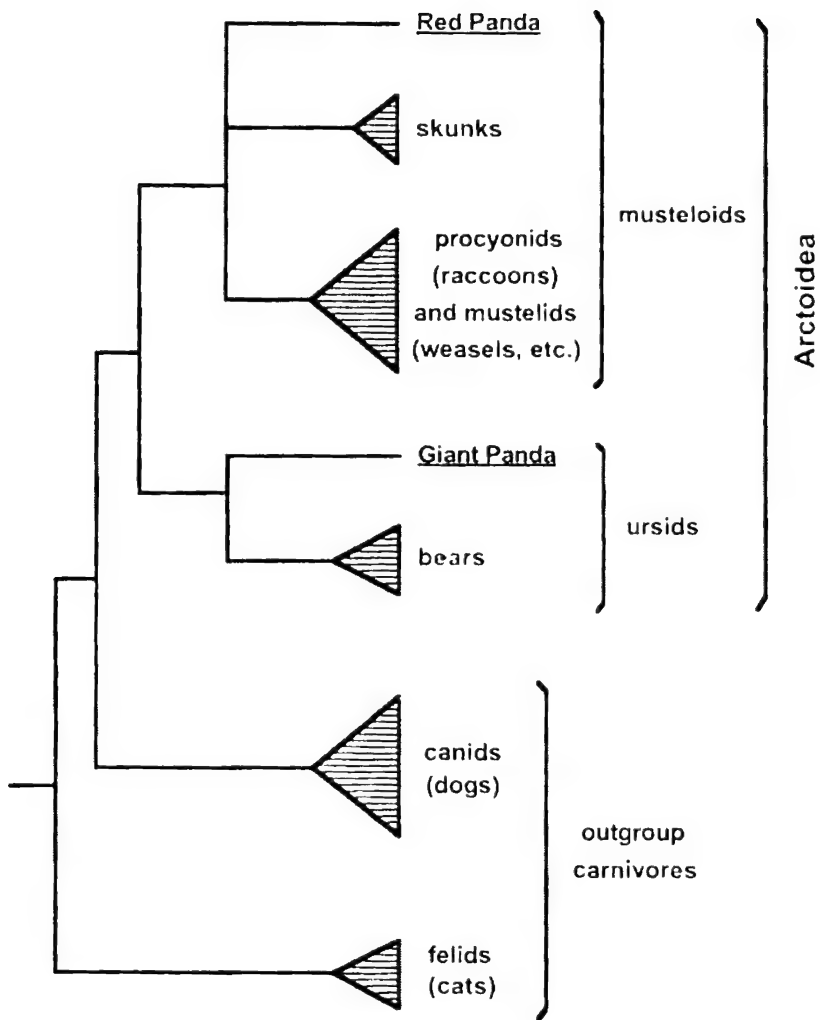 Red Panda
skunks
procyonids
(raccoons)
and mustelids
(weasels, etc.)
musteloids
Arctoidea
Giant Panda
bears
ursids
canids
(dogs)
outgroup
carnivores
felids
(cats)